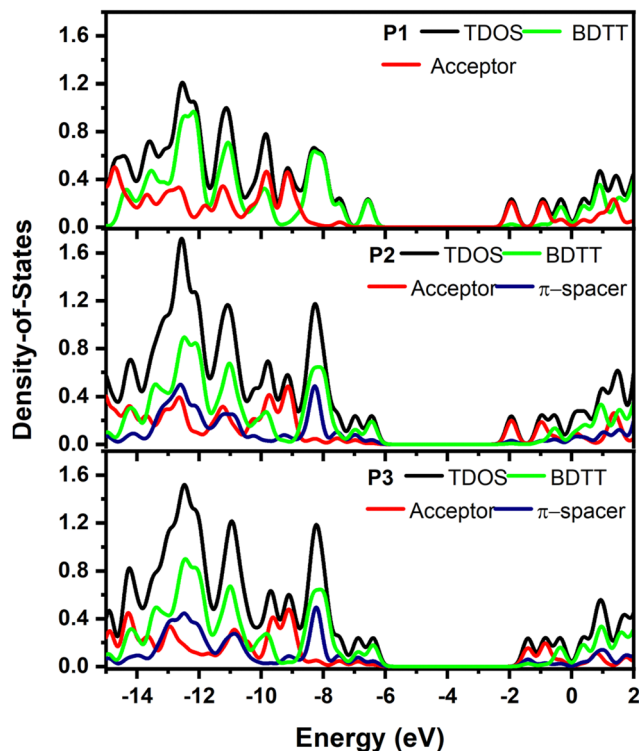 Density-of-States
1.6
1.2
0.8
0.4
0.0
P1 TDOS BDTT
Acceptor
1.6
1.2
0.8
0.4
0.0
P2 TDOS BDTT
Acceptor π−spacer
1.6
1.2
0.8
0.4
0.0
P3 TDOS BDTT
Acceptor π−spacer
-14 -12 -10 -8 -6 -4 -2 0 2
Energy (eV)